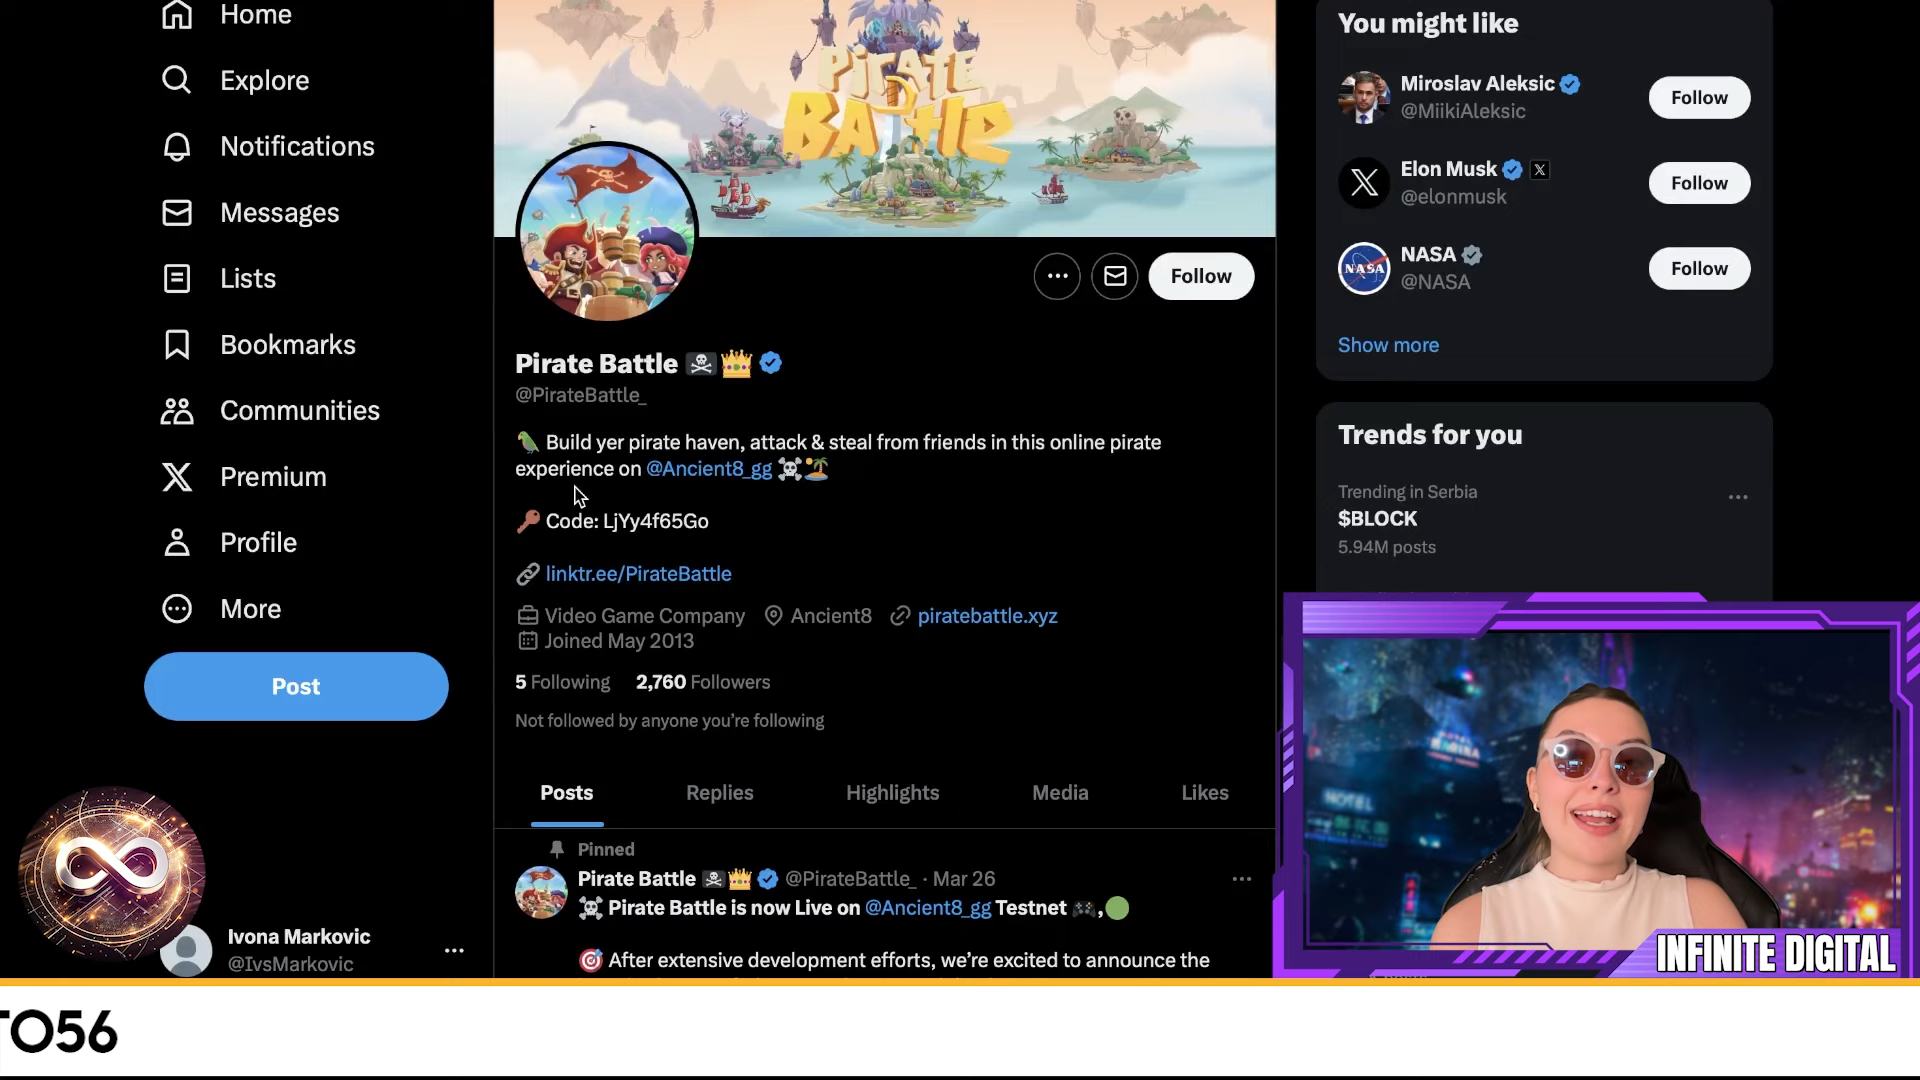 Home
Explore
Notifications
Messages
Lists
Bookmarks
Communities
Premium
Profile
More
Post
Ivona Markovic
@IvsMarkovic
PiRATE
BATTLE
Follow
Pirate Battle
@PirateBattle_
Build yer pirate haven, attack & steal from friends in this online pirate
experience on @Ancient8_gg
Code: LjYy4f65Go
linktr.ee/PirateBattle
Video Game Company Ancient8 piratebattle.xyz
Joined May 2013
5 Following 2,760 Followers
Not followed by anyone you’re following
Posts Replies Highlights Media Likes
Pinned
Pirate Battle @PirateBattle_ · Mar 26
Pirate Battle is now Live on @Ancient8_gg Testnet ,
After extensive development efforts, we’re excited to announce the
You might like
Miroslav Aleksic
@MiikiAleksic
Follow
Elon Musk
@elonmusk
Follow
NASA
NASA
@NASA
Follow
Show more
Trends for you
Trending in Serbia
$BLOCK
5.94M posts
HOTEL
INFINITE DIGITAL
TO56